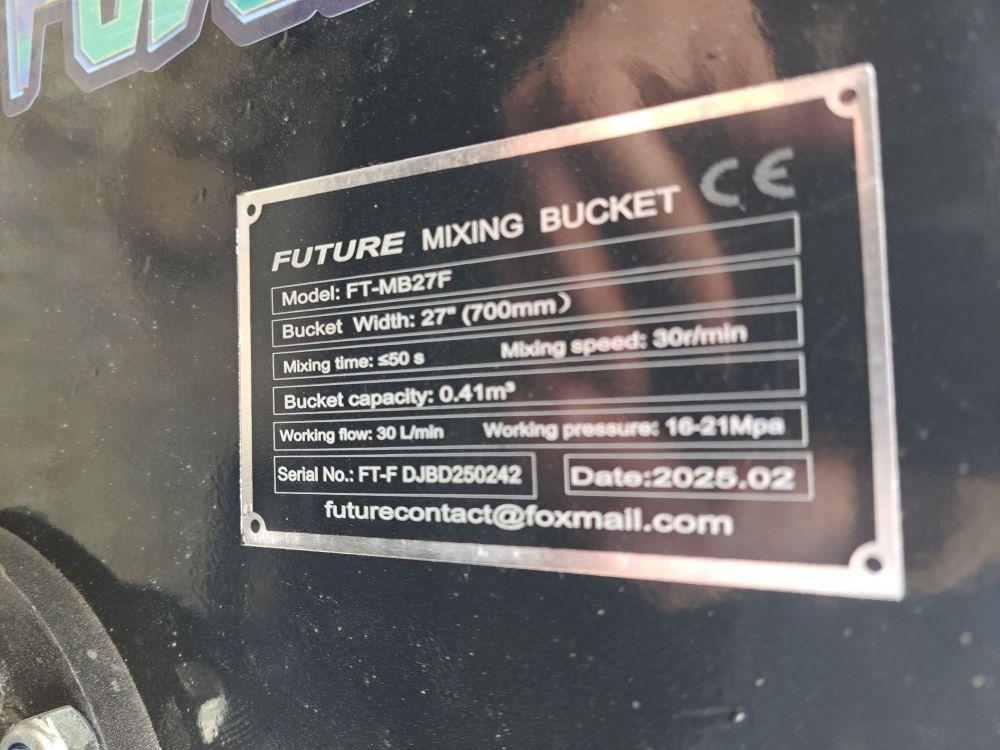 FUTURE MIXING BUCKET CE
Model: FT-MB27F
Bucket Width: 27" (700mm）
Mixing time: ≤50 s Mixing speed: 30r/min
Bucket capacity: 0.41m³
Working flow: 30 L/min Working pressure: 16-21Mpa
Serial No.: FT-F DJBD250242 Date:2025.02
futurecontact@foxmail.com